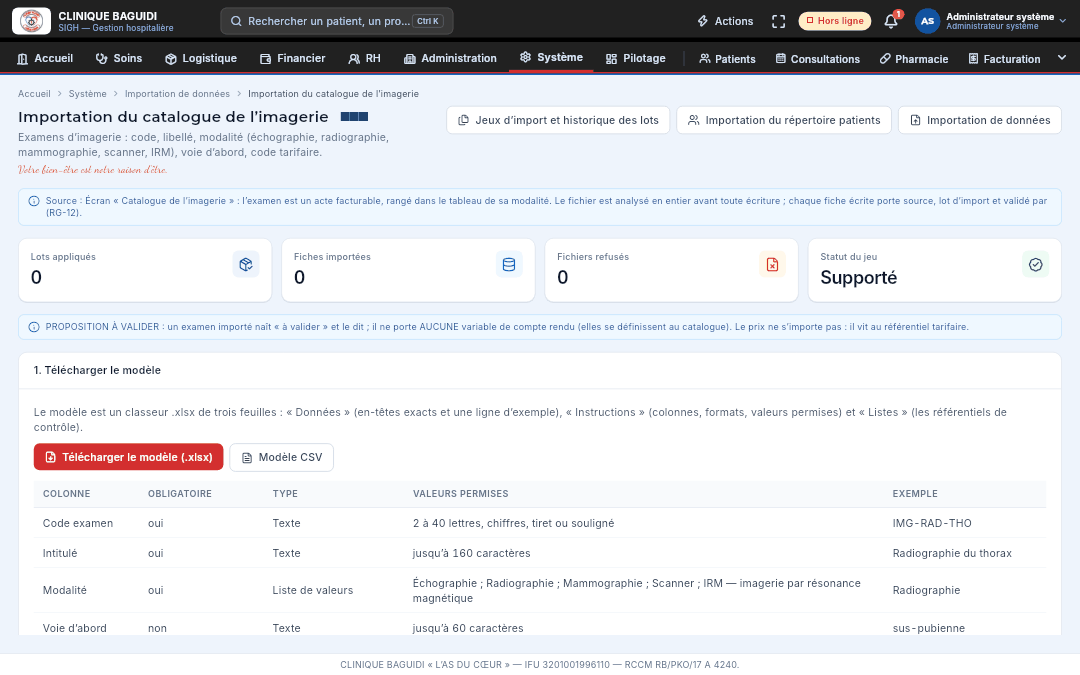 CLINIQUE BAGUIDI
SIGH — Gestion hospitalière
Rechercher un patient, un pro... Ctrl K
Actions
Hors ligne
1
AS
Administrateur système
Administrateur système
Accueil
Soins
Logistique
Financier
RH
Administration
Système
Pilotage
Patients
Consultations
Pharmacie
Facturation
Accueil > Système > Importation de données > Importation du catalogue de l'imagerie
Importation du catalogue de l'imagerie
Examens d'imagerie : code, libellé, modalité (échographie, radiographie,
mammographie, scanner, IRM), voie d'abord, code tarifaire.
Votre bien-être est notre raison d'être.
Jeux d'import et historique des lots
Importation du répertoire patients
Importation de données
Source : Écran « Catalogue de l'imagerie » : l'examen est un acte facturable, rangé dans le tableau de sa modalité. Le fichier est analysé en entier avant toute écriture ; chaque fiche écrite porte source, lot d'import et validé par
(RG-12).
Lots appliqués
0
Fiches importées
0
Fichiers refusés
0
Statut du jeu
Supporté
PROPOSITION À VALIDER : un examen importé naît « à valider » et le dit ; il ne porte AUCUNE variable de compte rendu (elles se définissent au catalogue). Le prix ne s'importe pas : il vit au référentiel tarifaire.
1. Télécharger le modèle
Le modèle est un classeur .xlsx de trois feuilles : « Données » (en-têtes exacts et une ligne d'exemple), « Instructions » (colonnes, formats, valeurs permises) et « Listes » (les référentiels de
contrôle).
Télécharger le modèle (.xlsx)
Modèle CSV
COLONNE OBLIGATOIRE TYPE VALEURS PERMISES EXEMPLE
Code examen oui Texte 2 à 40 lettres, chiffres, tiret ou souligné IMG-RAD-THO
Intitulé oui Texte jusqu'à 160 caractères Radiographie du thorax
Modalité oui Liste de valeurs Échographie ; Radiographie ; Mammographie ; Scanner ; IRM — imagerie par résonance
magnétique Radiographie
Voie d'abord non Texte jusqu'à 60 caractères sus-pubienne
CLINIQUE BAGUIDI « L'AS DU CŒUR » — IFU 3201001996110 — RCCM RB/PKO/17 A 4240.